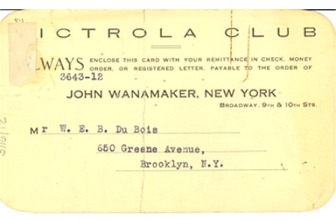 ICTROLA CLUB
LWAYS ENCLOSE THIS CARD WITH YOUR REMITTANCE IN CHECK, MONEY
ORDER, OR REGISTERED LETTER. PAYABLE TO THE ORDER OF
3643-12
JOHN WANAMAKER, NEW YORK
BROADWAY, 9TH & 10TH STS.
Mr W. E. B. Du Bois
650 Greene Avenue,
Brooklyn, N.Y.